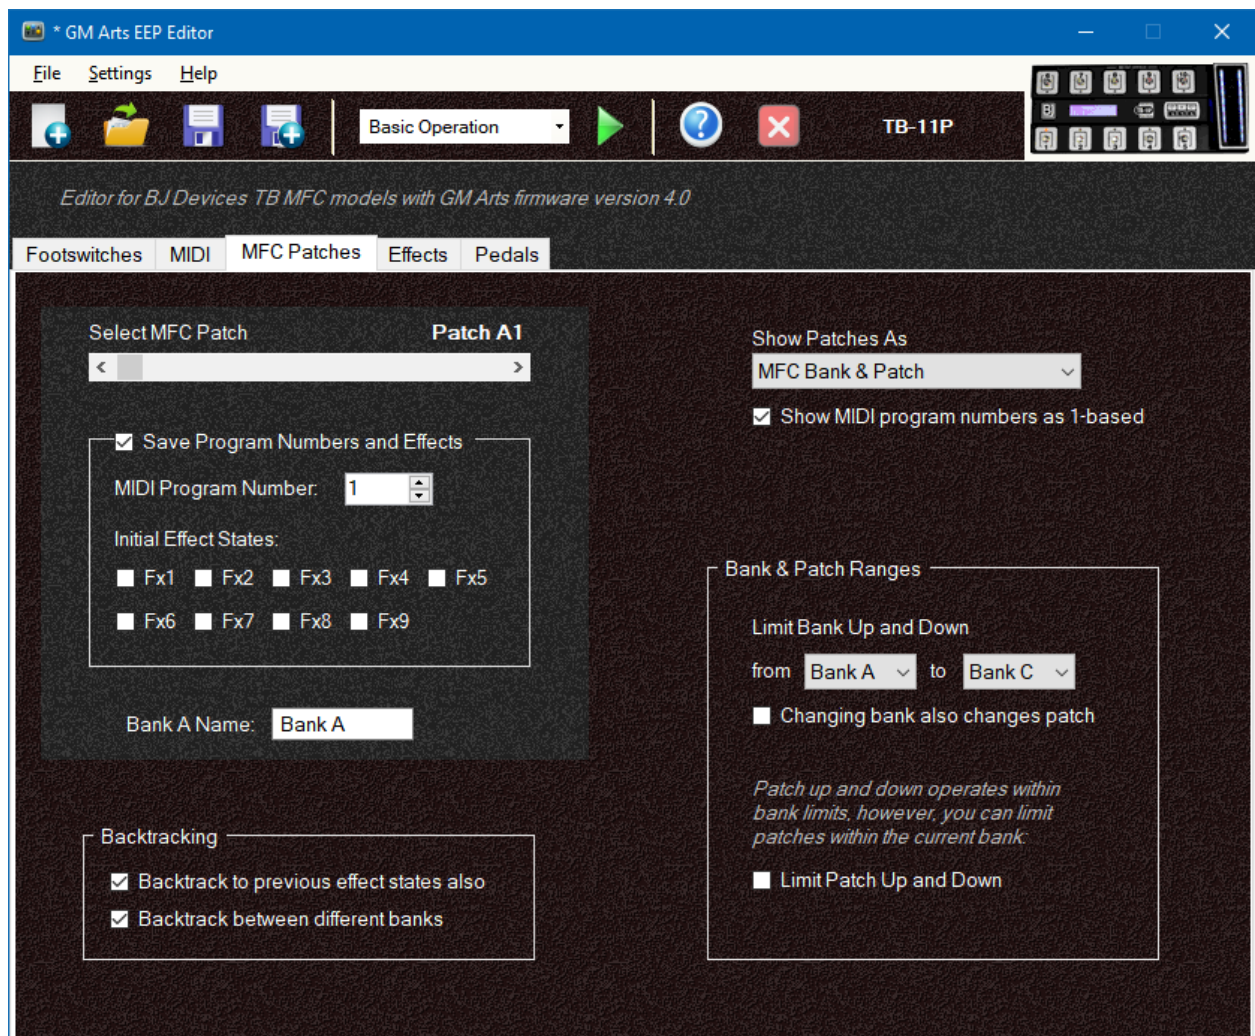 * GM Arts EEP Editor
File Settings Help
Basic Operation
TB-11P
BJ
Editor for BJ Devices TB MFC models with GM Arts firmware version 4.0
Footswitches MIDI MFC Patches Effects Pedals
Select MFC Patch Patch A1
Show Patches As
MFC Bank & Patch
Show MIDI program numbers as 1-based
Save Program Numbers and Effects
MIDI Program Number: 1
Initial Effect States:
Fx1 Fx2 Fx3 Fx4 Fx5
Fx6 Fx7 Fx8 Fx9
Bank A Name: Bank A
Bank & Patch Ranges
Limit Bank Up and Down
from Bank A to Bank C
Changing bank also changes patch
Patch up and down operates within
bank limits, however, you can limit
patches within the current bank:
Limit Patch Up and Down
Backtracking
Backtrack to previous effect states also
Backtrack between different banks